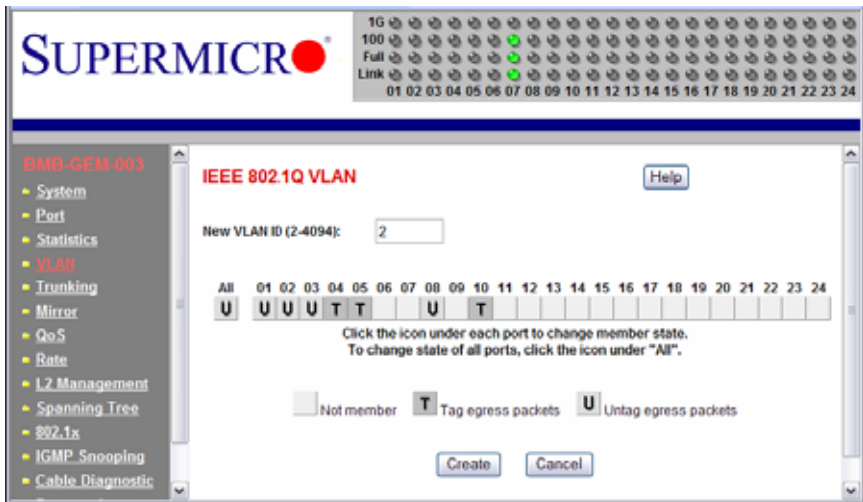 SUPERMICRO
1G
100
Full
Link
01 02 03 04 05 06 07 08 09 10 11 12 13 14 15 16 17 18 19 20 21 22 23 24
BMB-GEM-003
System
Port
Statistics
VLAN
Trunking
Mirror
QoS
Rate
L2 Management
Spanning Tree
802.1x
IGMP Snooping
Cable Diagnostic
IEEE 802.1Q VLAN
Help
New VLAN ID (2-4094): 2
All 01 02 03 04 05 06 07 08 09 10 11 12 13 14 15 16 17 18 19 20 21 22 23 24
U U U U T T U T
Click the icon under each port to change member state.
To change state of all ports, click the icon under "All".
Not member T Tag egress packets U Untag egress packets
Create Cancel